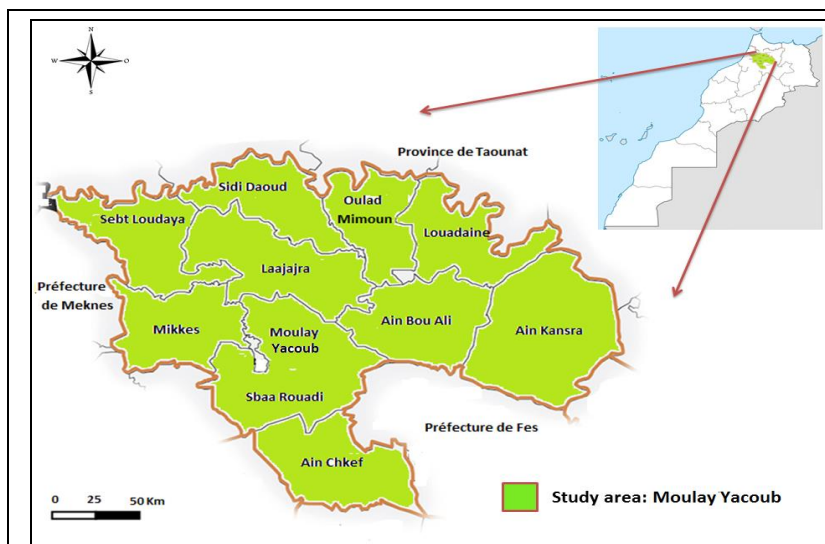 N
W
O
S
Province de Taounat
Sidi Daoud
Oulad
Mimoun
Sebt Loudaya
Louadaine
Laajajra
Préfecture
de Meknes
Mikkes
Moulay
Yacoub
Ain Bou Ali
Ain Kansra
Sbaa Rouadi
Préfecture de Fes
Ain Chkef
0 25 50 Km
Study area: Moulay Yacoub